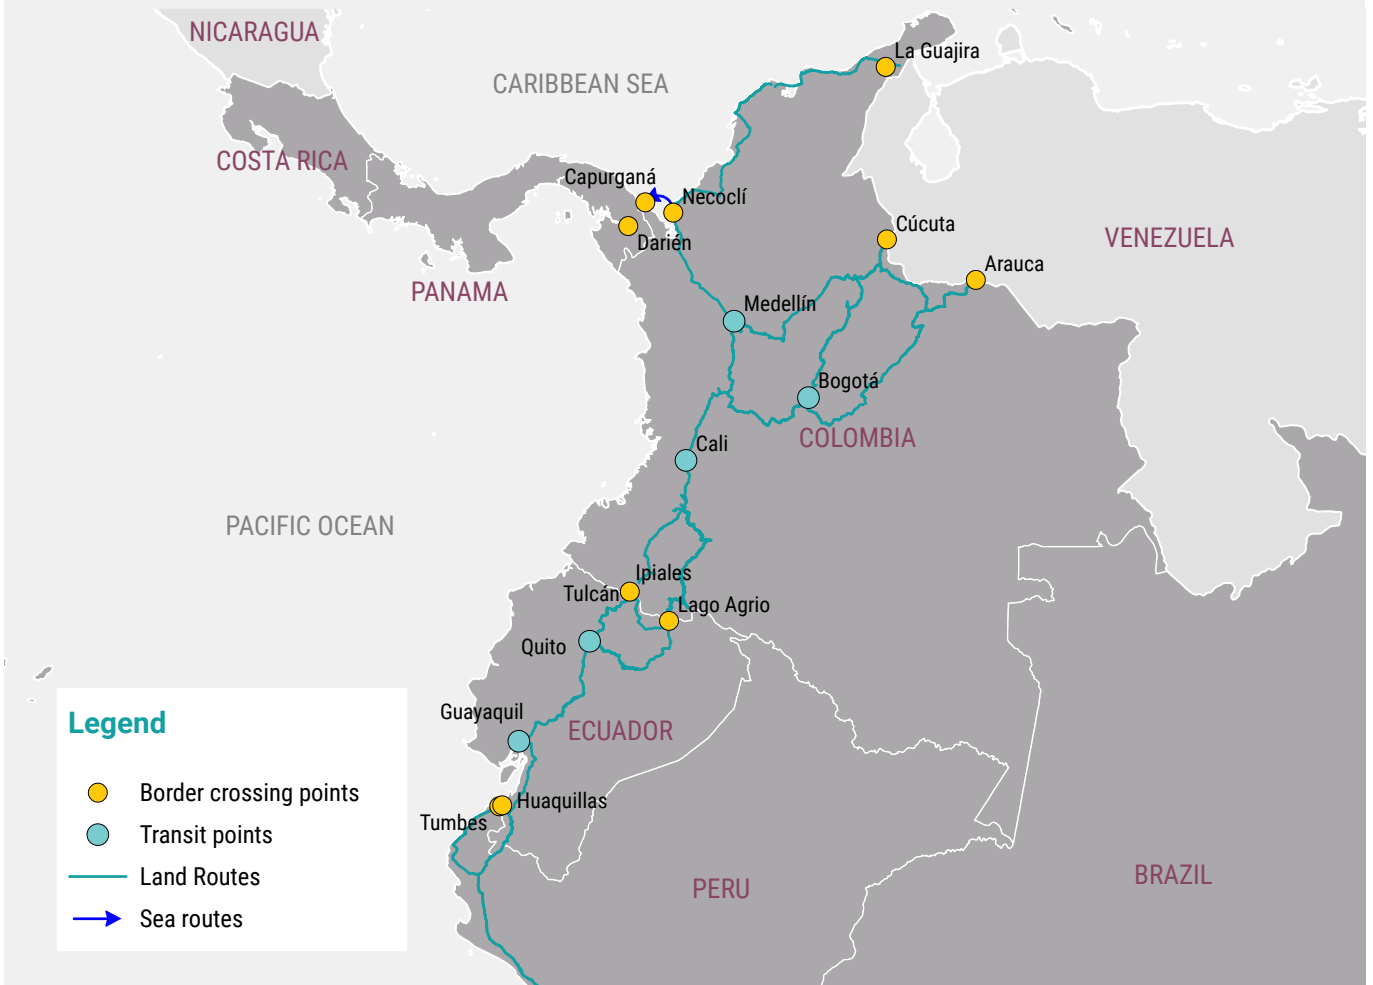 NICARAGUA
La Guajira
CARIBBEAN SEA
COSTA RICA
Capurganá
Necoclí
Cúcuta
Darién
VENEZUELA
Arauca
PANAMA
Medellín
Bogotá
COLOMBIA
Cali
PACIFIC OCEAN
Ipiales
Tulcán
Lago Agrio
Quito
Guayaquil
ECUADOR
Huaquillas
Tumbes
PERU
BRAZIL
Legend
Border crossing points
Transit points
Land Routes
Sea routes